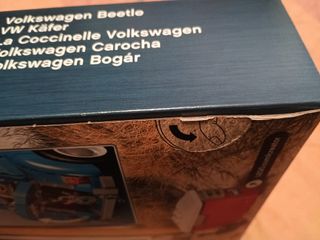 Volkswagen Beetle
VW Käfer
La Coccinelle Volkswagen
Volkswagen Carocha
Volkswagen Bogár